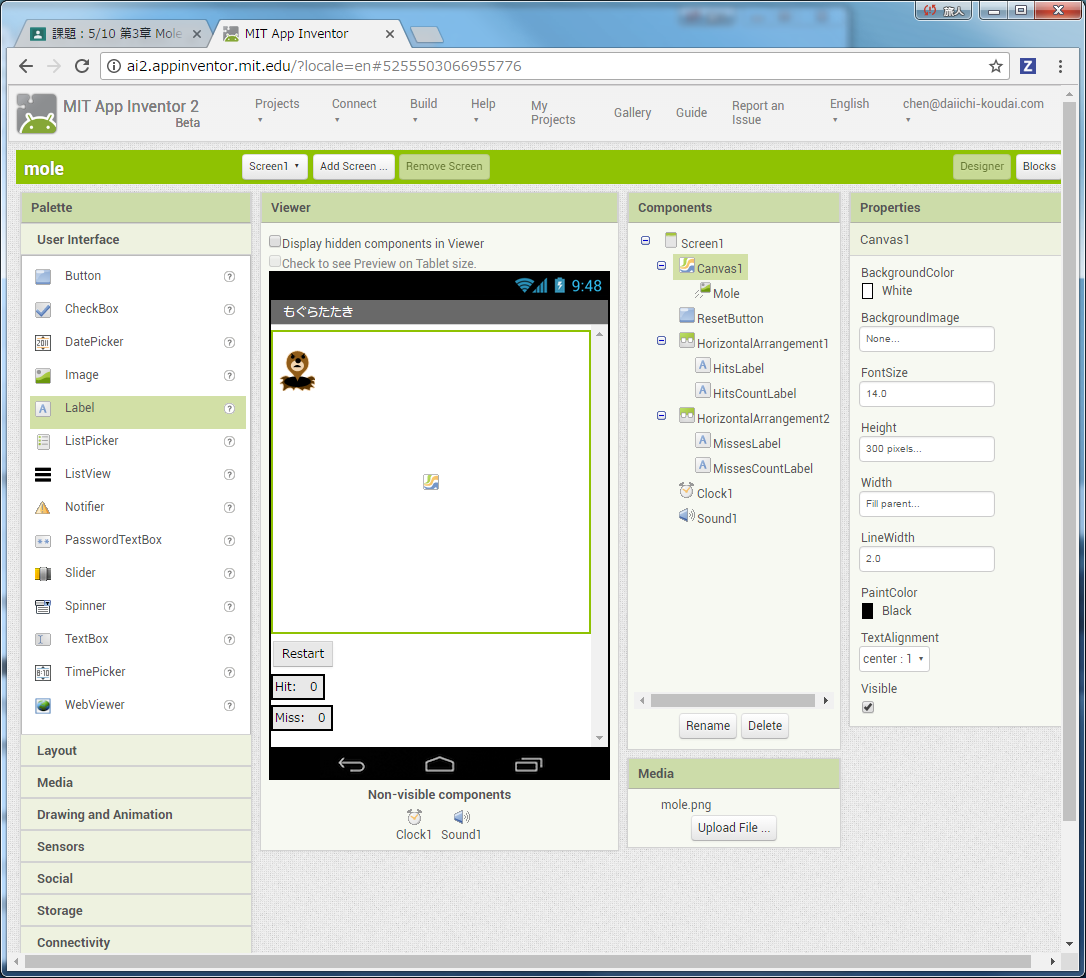 旅人
課題：5/10 第3章 Mole
MIT App Inventor
ai2.appinventor.mit.edu/?locale=en#5255503066955776
MIT App Inventor 2
Beta
Projects
Connect
Build
Help
My Projects
Gallery
Guide
Report an Issue
English
chen@daiichi-koudai.com
mole
Screen1
Add Screen ...
Remove Screen
Designer
Blocks
Palette
User Interface
Button
CheckBox
DatePicker
Image
Label
ListPicker
ListView
Notifier
PasswordTextBox
Slider
Spinner
TextBox
TimePicker
WebViewer
Layout
Media
Drawing and Animation
Sensors
Social
Storage
Connectivity
Viewer
Display hidden components in Viewer
Check to see Preview on Tablet size.
9:48
もぐらたたき
Restart
Hit: 0
Miss: 0
Non-visible components
Clock1
Sound1
Components
Screen1
Canvas1
Mole
ResetButton
HorizontalArrangement1
HitsLabel
HitsCountLabel
HorizontalArrangement2
MissesLabel
MissesCountLabel
Clock1
Sound1
Rename
Delete
Media
mole.png
Upload File ...
Properties
Canvas1
BackgroundColor
White
BackgroundImage
None...
FontSize
14.0
Height
300 pixels...
Width
Fill parent...
LineWidth
2.0
PaintColor
Black
TextAlignment
center : 1
Visible